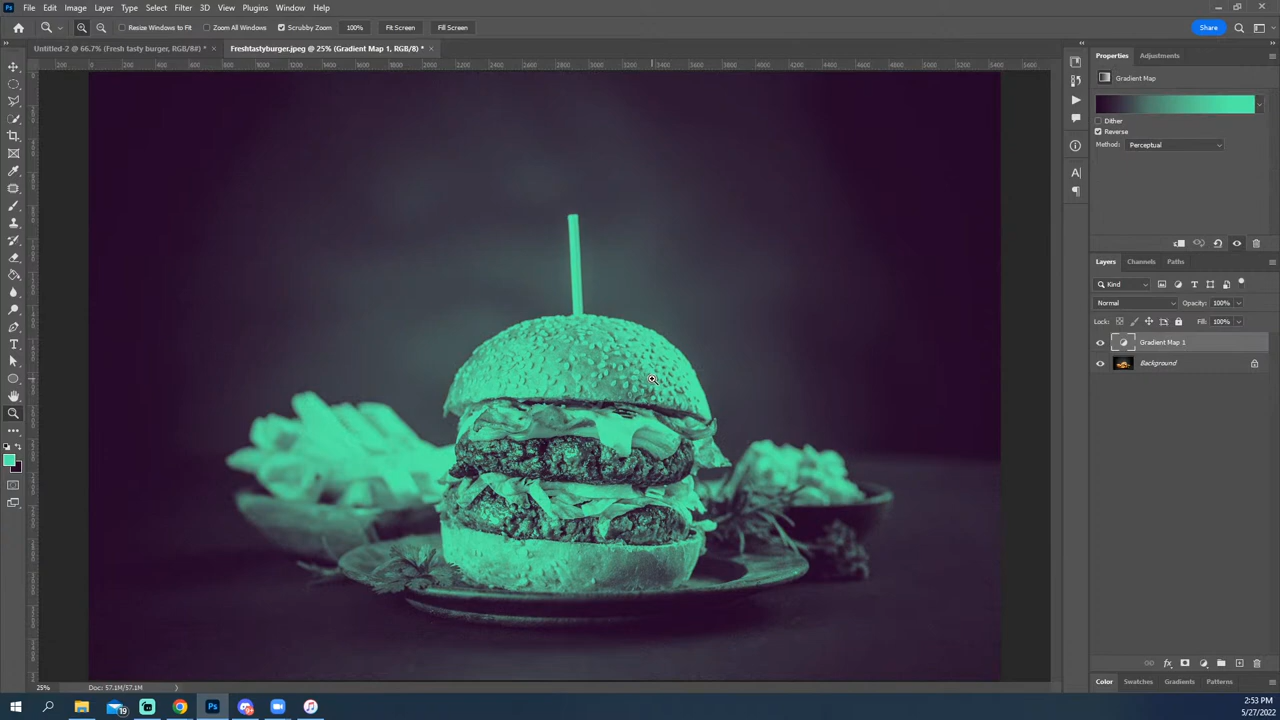 File Edit Image Layer Type Select Filter 3D View Plugins Window Help
Resize Windows to Fit Zoom All Windows Scrubby Zoom 100% Fit Screen Fill Screen Share
Untitled-2 @ 66.7% (Fresh tasty burger, RGB/8#) * × Freshtastyburger.jpeg @ 25% (Gradient Map 1, RGB/8) * ×
Properties Adjustments
Gradient Map
Dither
Reverse
Method: Perceptual
Layers Channels Paths
Kind
Normal Opacity: 100%
Lock: Fill: 100%
Gradient Map 1
Background
Color Swatches Gradients Patterns
25% Doc: 57.1M/57.1M
19
2:53 PM
5/27/2022